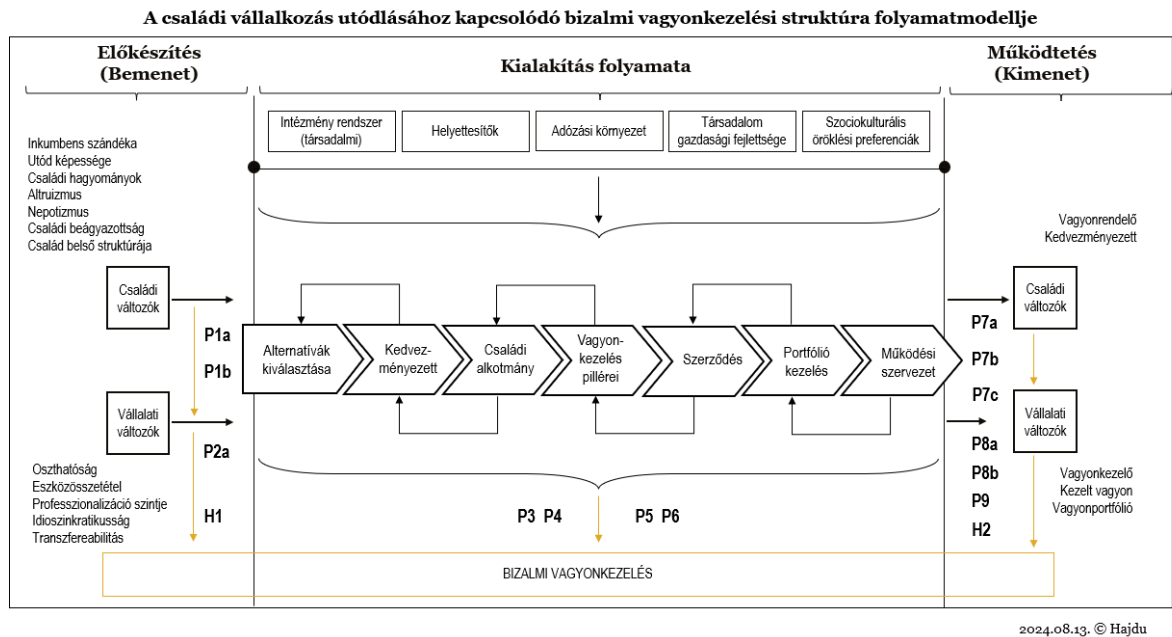 A családi vállalkozás utódlásához kapcsolódó bizalmi vagyonkezelési struktúra folyamatmodellje
Előkészítés
(Bemenet)
Kialakítás folyamata
Működtetés
(Kimenet)
Intézmény rendszer
(társadalmi)
Helyettesítők
Adózási környezet
Társadalom
gazdasági fejlettsége
Szociokulturális
öröklési preferenciák
Inkumbens szándéka
Utód képessége
Családi hagyományok
Altruizmus
Nepotizmus
Családi beágyazottság
Család belső struktúrája
Vagyonrendelő
Kedvezményezett
Családi
változók
P1a
P1b
Vállalati
változók
P2a
Oszthatóság
Eszközösszetétel
Professzionalizáció szintje
Idioszinkratikusság
Transzfereabilitás
H1
Alternatívák
kiválasztása
Kedvez-
ményezett
Családi
alkotmány
Vagyon-
kezelés
pillérei
Szerződés
Portfólió
kezelés
Működési
szervezet
P3 P4
P5 P6
Családi
változók
P7a
P7b
P7c
Vállalati
változók
P8a
P8b
P9
H2
Vagyonkezelő
Kezelt vagyon
Vagyonportfólió
BIZALMI VAGYONKEZELÉS
2024.08.13. © Hajdu